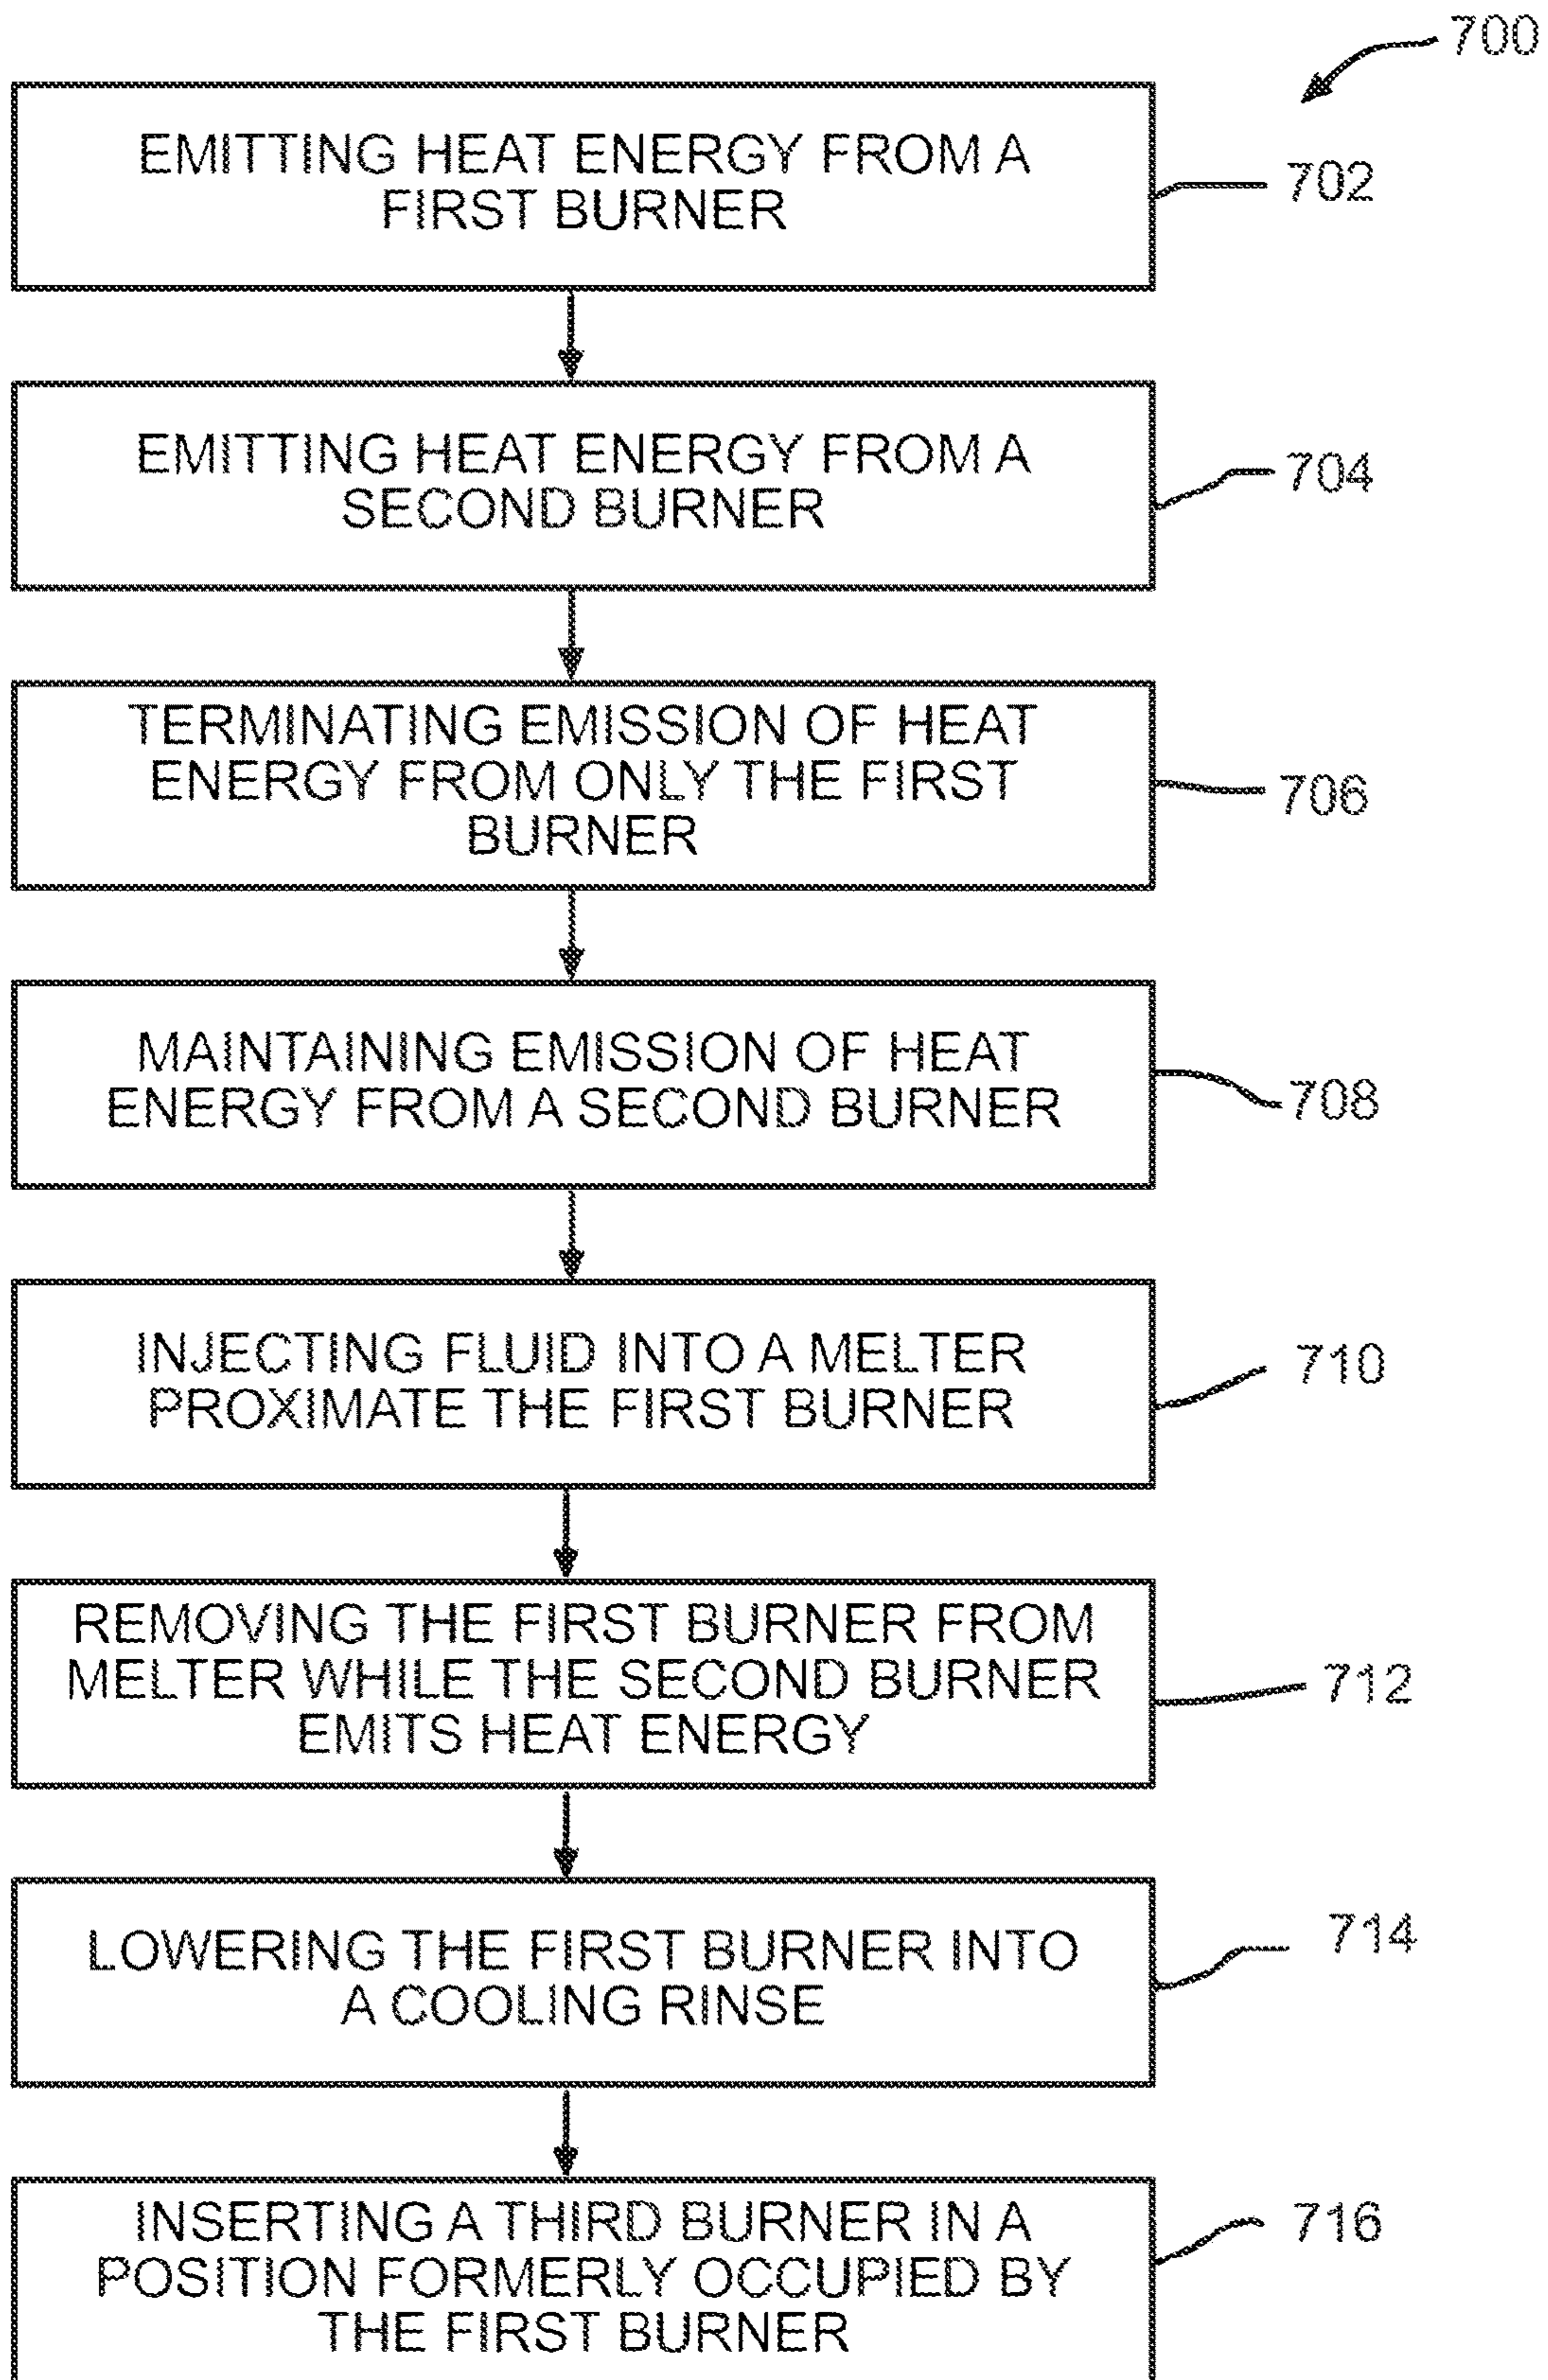 700
EMITTING HEAT ENERGY FROM A
FIRST BURNER
702
EMITTING HEAT ENERGY FROM A
SECOND BURNER
704
TERMINATING EMISSION OF HEAT
ENERGY FROM ONLY THE FIRST
BURNER
706
MAINTAINING EMISSION OF HEAT
ENERGY FROM A SECOND BURNER
708
INJECTING FLUID INTO A MELTER
PROXIMATE THE FIRST BURNER
710
REMOVING THE FIRST BURNER FROM
MELTER WHILE THE SECOND BURNER
EMITS HEAT ENERGY
712
LOWERING THE FIRST BURNER INTO
A COOLING RINSE
714
INSERTING A THIRD BURNER IN A
POSITION FORMERLY OCCUPIED BY
THE FIRST BURNER
716